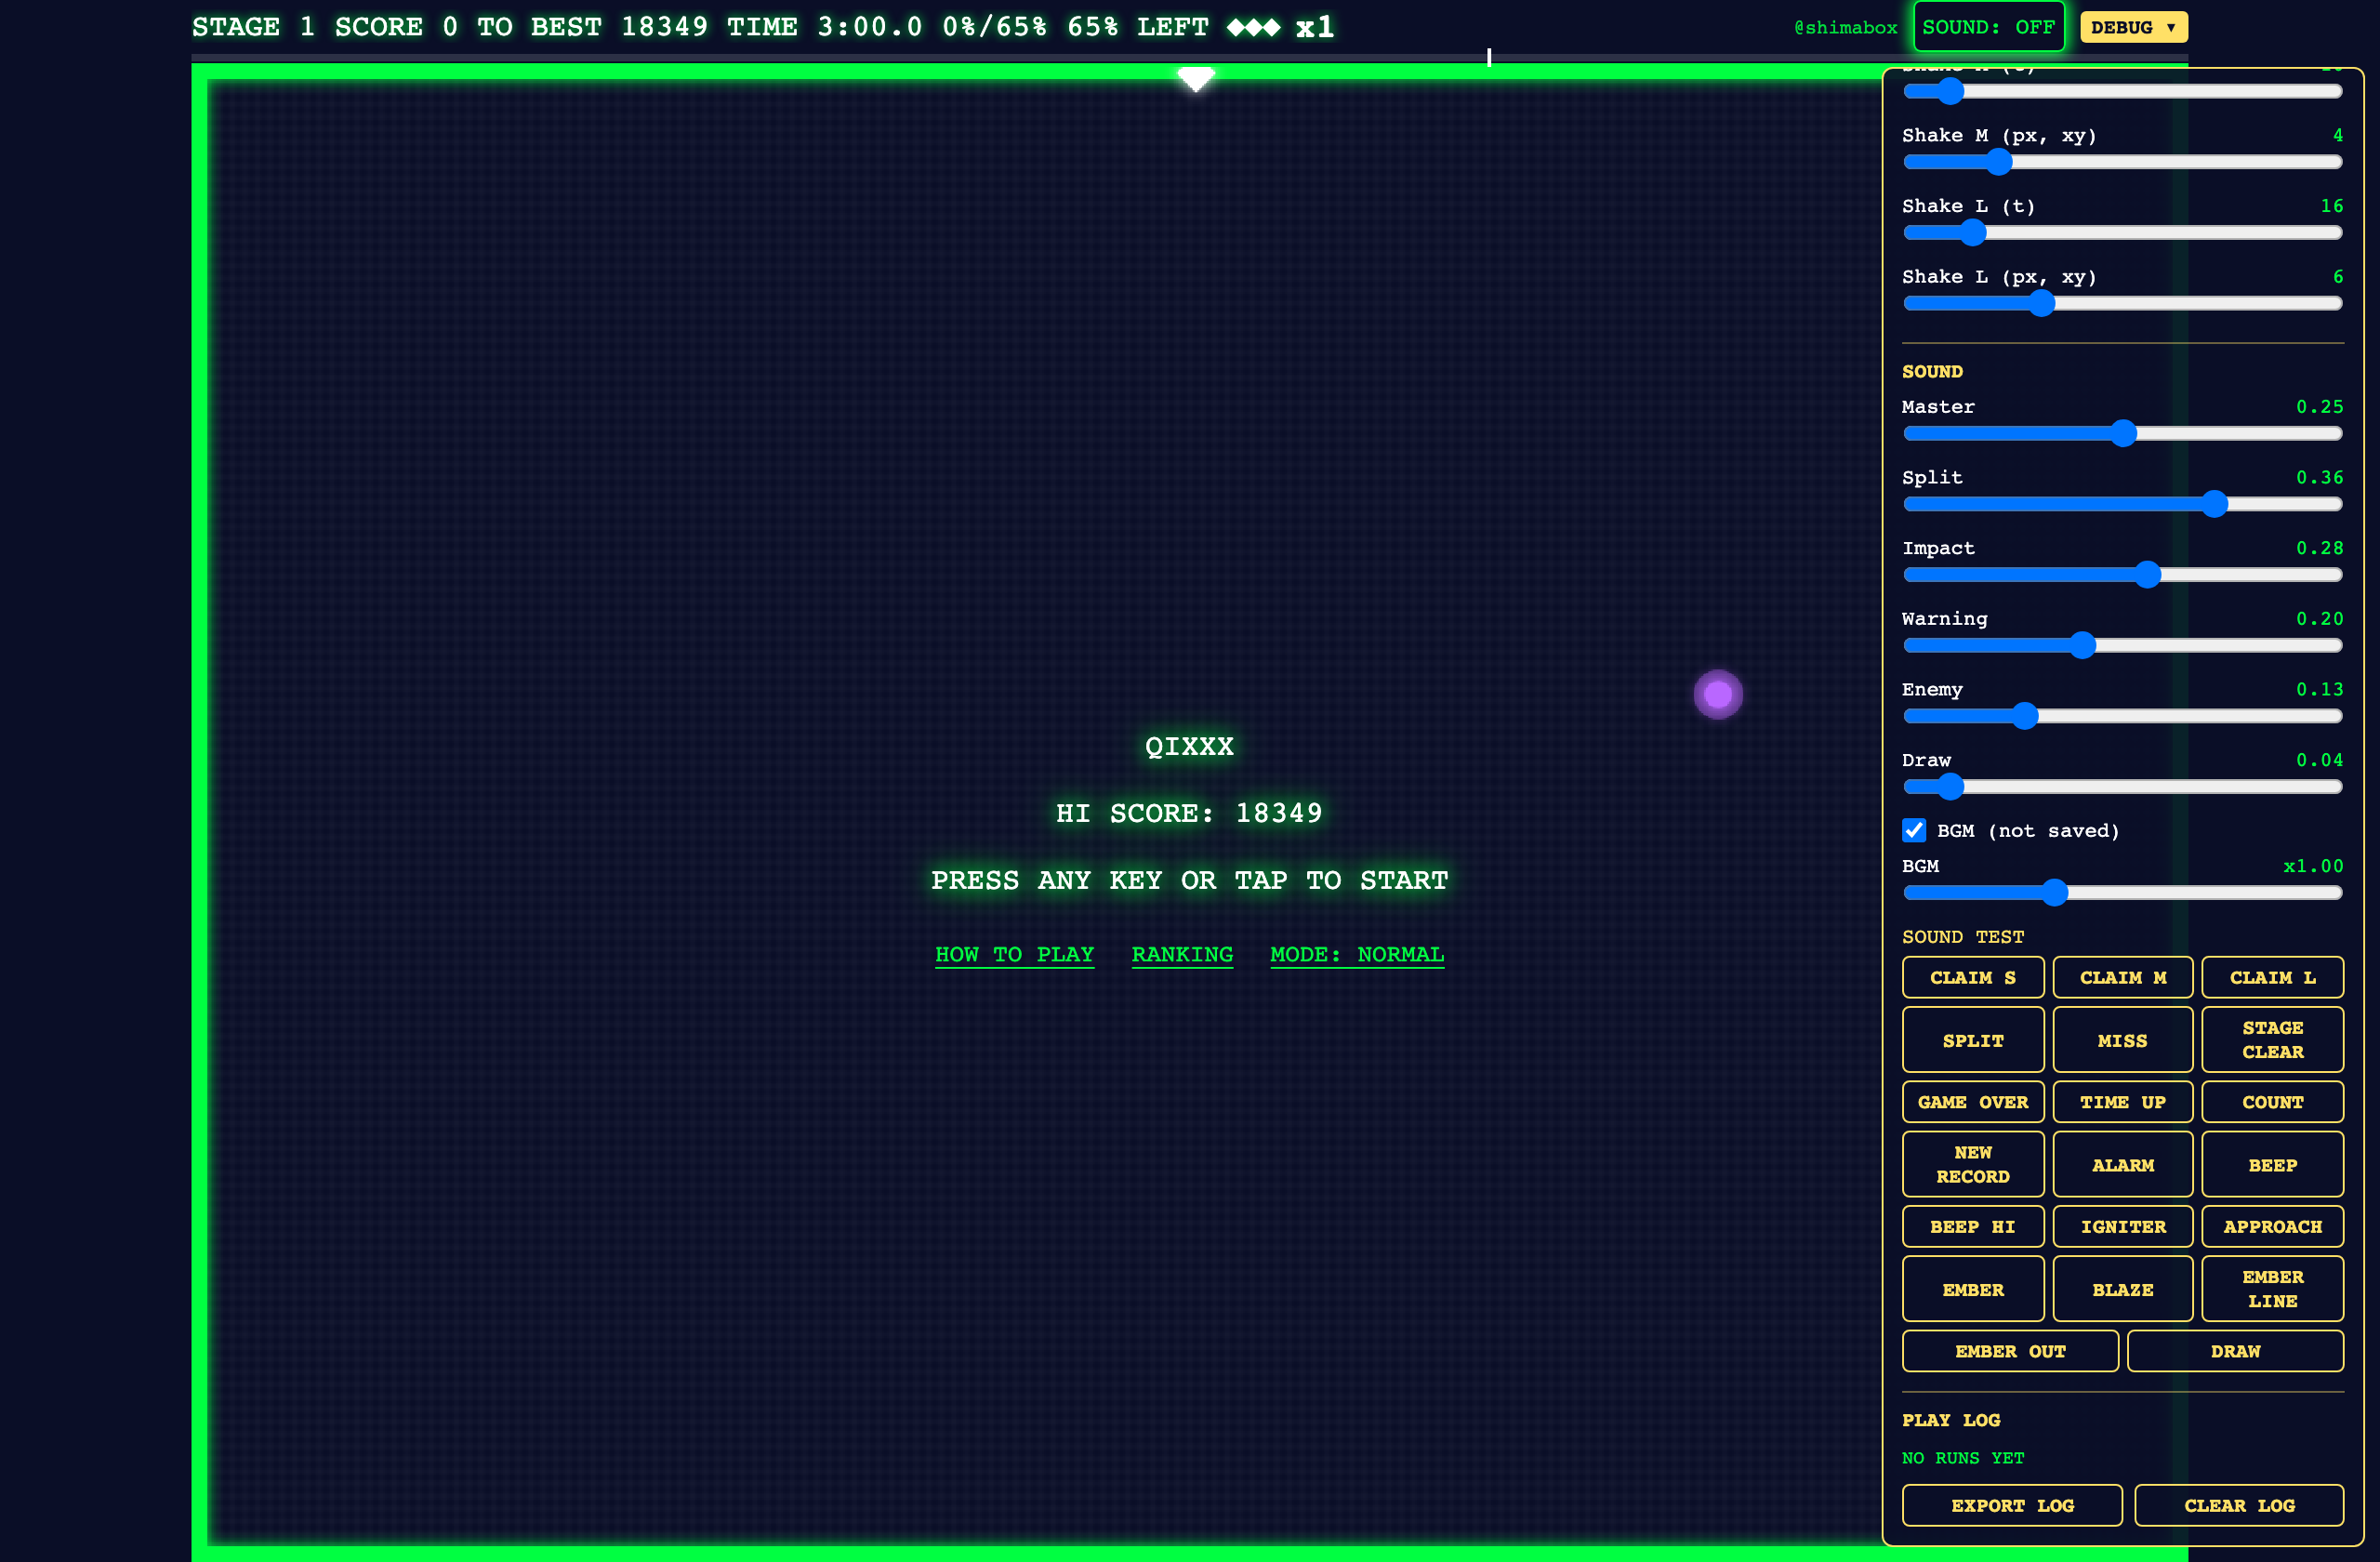 STAGE 1 SCORE 0 TO BEST 18349 TIME 3:00.0 0%/65% 65% LEFT ◆◆◆ x1
@shimabox
SOUND: OFF
DEBUG ▼
Shake M (px, xy) 4
Shake L (t) 16
Shake L (px, xy) 6
SOUND
Master 0.25
Split 0.36
Impact 0.28
Warning 0.20
Enemy 0.13
Draw 0.04
BGM (not saved)
BGM x1.00
SOUND TEST
CLAIM S CLAIM M CLAIM L
SPLIT MISS STAGE
CLEAR
GAME OVER TIME UP COUNT
NEW
RECORD ALARM BEEP
BEEP HI IGNITER APPROACH
EMBER BLAZE EMBER
LINE
EMBER OUT DRAW
PLAY LOG
NO RUNS YET
EXPORT LOG CLEAR LOG
QIXXX
HI SCORE: 18349
PRESS ANY KEY OR TAP TO START
HOW TO PLAY RANKING MODE: NORMAL